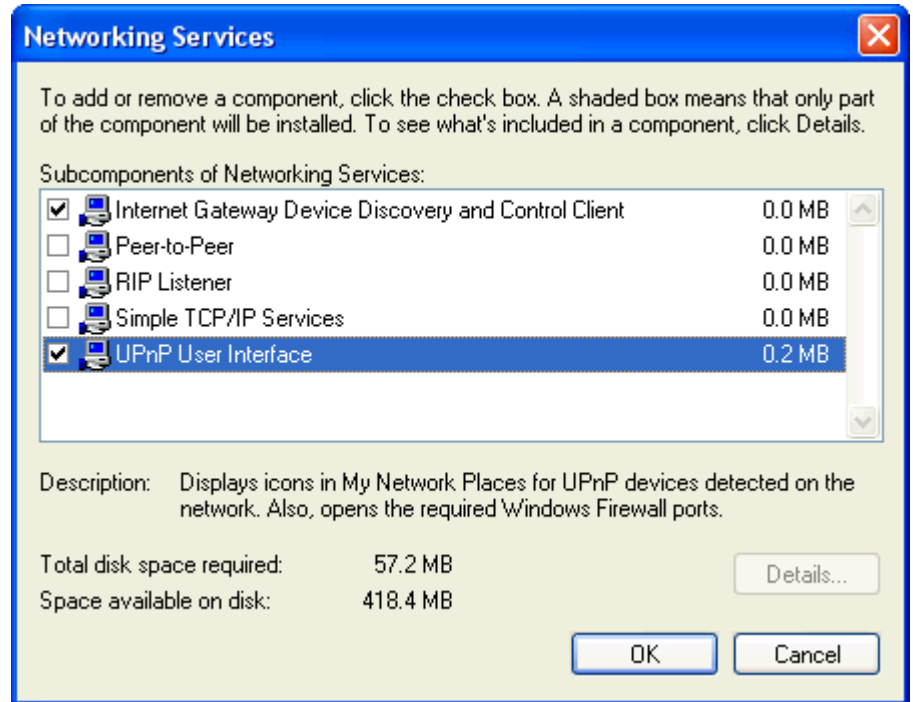 Networking Services
To add or remove a component, click the check box. A shaded box means that only part
of the component will be installed. To see what's included in a component, click Details.
Subcomponents of Networking Services:
Internet Gateway Device Discovery and Control Client 0.0 MB
Peer-to-Peer 0.0 MB
RIP Listener 0.0 MB
Simple TCP/IP Services 0.0 MB
UPnP User Interface 0.2 MB
Description: Displays icons in My Network Places for UPnP devices detected on the
network. Also, opens the required Windows Firewall ports.
Total disk space required: 57.2 MB
Details...
Space available on disk: 418.4 MB
OK Cancel